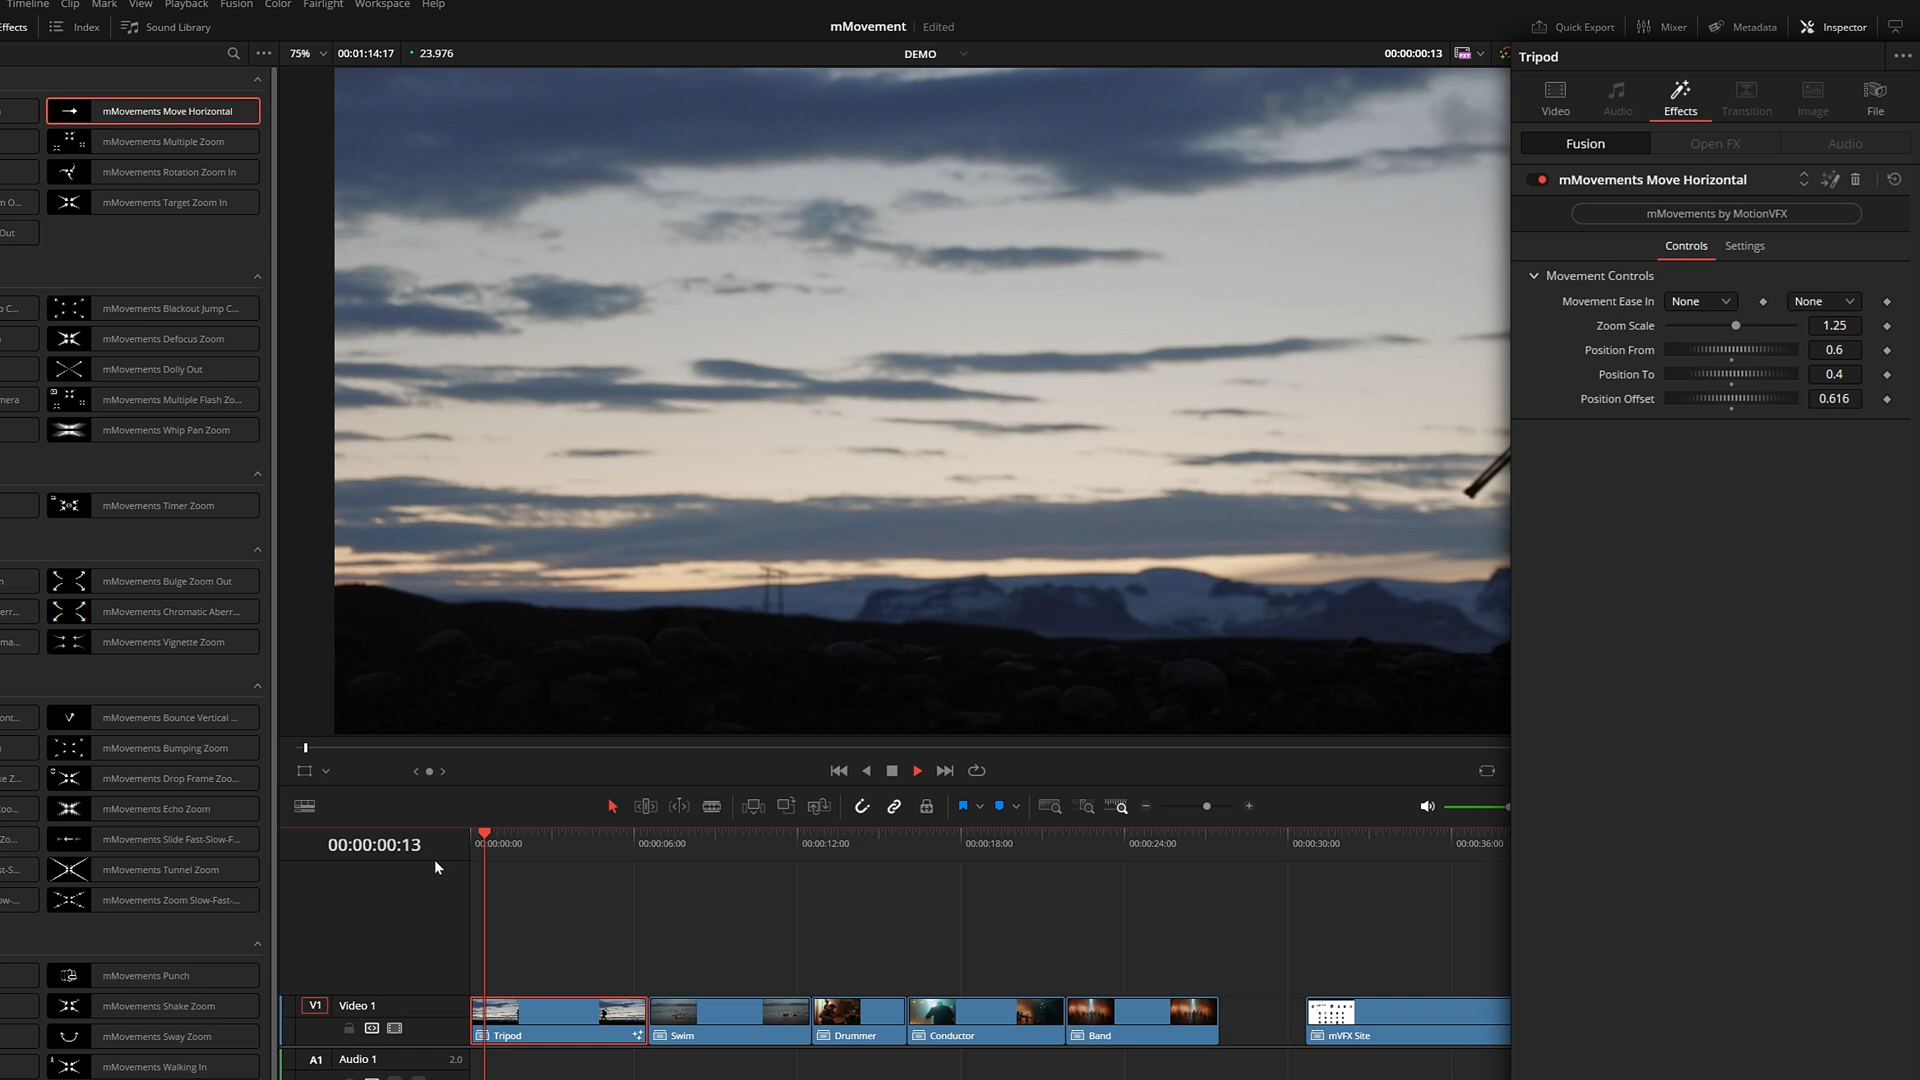 Timeline Clip Mark View Playback Fusion Color Fairlight Workspace Help
ffects Index Sound Library
mMovement Edited
Quick Export Mixer Metadata Inspector
75% 00:01:14:17 23.976 DEMO 00:00:00:13
Tripod
Video Audio Effects Transition Image File
Fusion Open FX Audio
mMovements Move Horizontal
mMovements by MotionVFX
Controls Settings
Movement Controls
Movement Ease In None None
Zoom Scale 1.25
Position From 0.6
Position To 0.4
Position Offset 0.616
mMovements Move Horizontal
mMovements Multiple Zoom
mMovements Rotation Zoom In
m O... mMovements Target Zoom In
Out
p C... mMovements Blackout Jump C...
mMovements Defocus Zoom
mMovements Dolly Out
mera mMovements Multiple Flash Zo...
mMovements Whip Pan Zoom
mMovements Timer Zoom
mMovements Bulge Zoom Out
err... mMovements Chromatic Aberr...
ma... mMovements Vignette Zoom
ont... mMovements Bounce Vertical ...
mMovements Bumping Zoom
e Z... mMovements Drop Frame Zoo...
oo... mMovements Echo Zoom
Zo... mMovements Slide Fast-Slow-F...
st-S... mMovements Tunnel Zoom
ow-... mMovements Zoom Slow-Fast-...
mMovements Punch
mMovements Shake Zoom
mMovements Sway Zoom
mMovements Walking In
00:00:00:13
00:00:00:00 00:00:06:00 00:00:12:00 00:00:18:00 00:00:24:00 00:00:30:00 00:00:36:00
V1 Video 1
Tripod Swim Drummer Conductor Band mVFX Site
A1 Audio 1 2.0